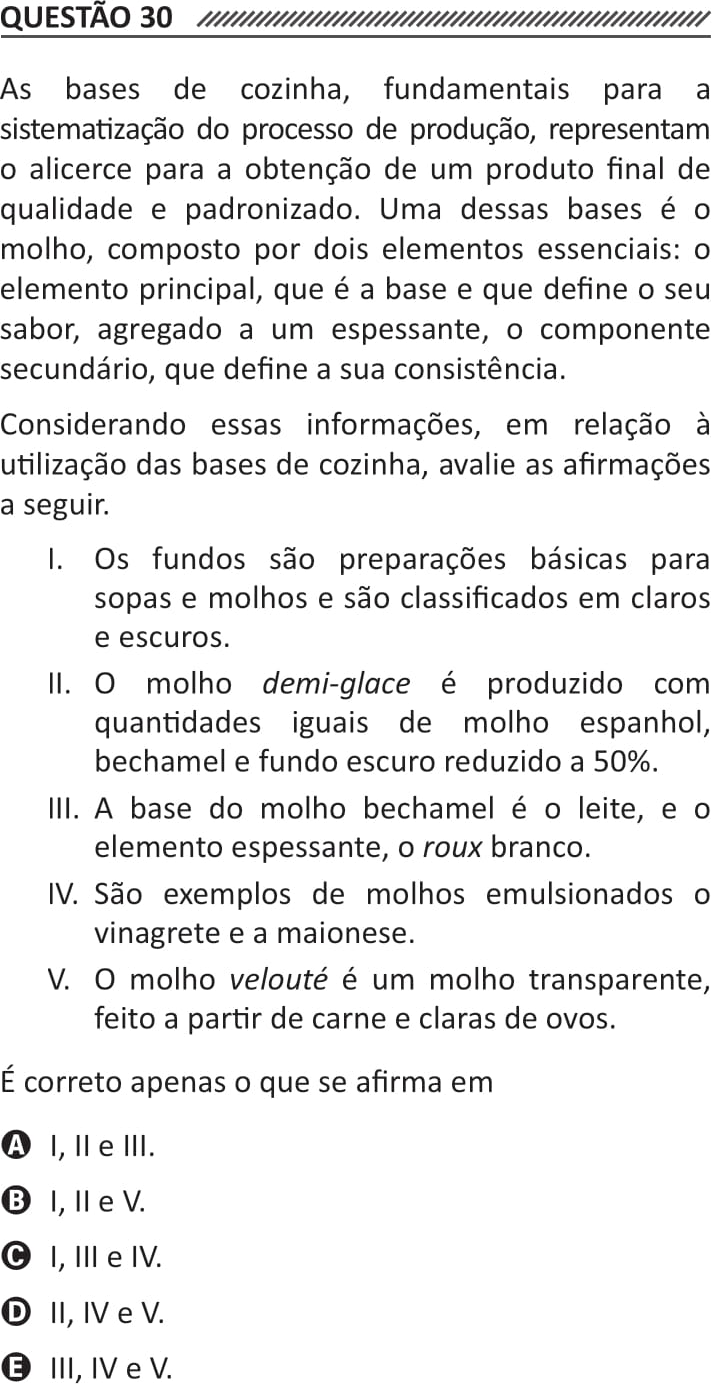 QUESTÃO 30
As bases de cozinha, fundamentais para a
sistematização do processo de produção, representam
o alicerce para a obtenção de um produto final de
qualidade e padronizado. Uma dessas bases é o
molho, composto por dois elementos essenciais: o
elemento principal, que é a base e que define o seu
sabor, agregado a um espessante, o componente
secundário, que define a sua consistência.
Considerando essas informações, em relação à
utilização das bases de cozinha, avalie as afirmações
a seguir.
I. Os fundos são preparações básicas para
sopas e molhos e são classificados em claros
e escuros.
II. O molho demi-glace é produzido com
quantidades iguais de molho espanhol,
bechamel e fundo escuro reduzido a 50%.
III. A base do molho bechamel é o leite, e o
elemento espessante, o roux branco.
IV. São exemplos de molhos emulsionados o
vinagrete e a maionese.
V. O molho velouté é um molho transparente,
feito a partir de carne e claras de ovos.
É correto apenas o que se afirma em
A I, II e III.
B I, II e V.
C I, III e IV.
D II, IV e V.
E III, IV e V.